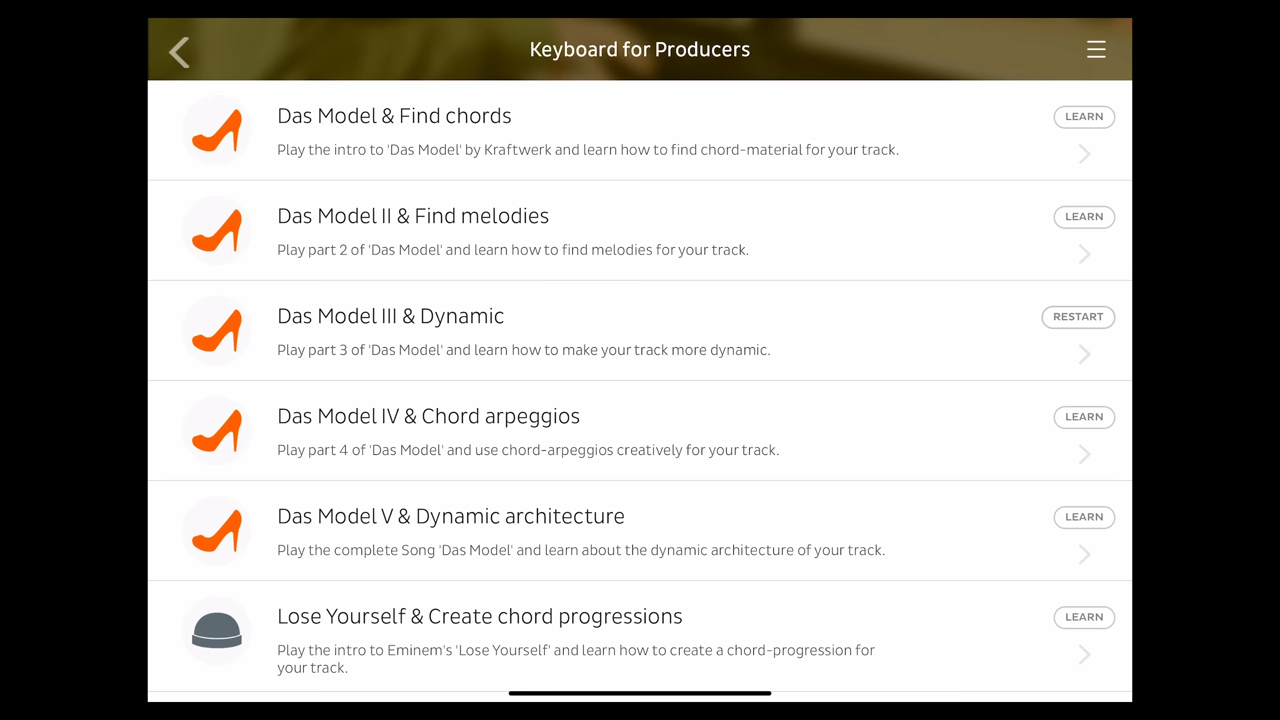 Keyboard for Producers
Das Model & Find chords
LEARN
Play the intro to 'Das Model' by Kraftwerk and learn how to find chord-material for your track.
Das Model II & Find melodies
LEARN
Play part 2 of 'Das Model' and learn how to find melodies for your track.
Das Model III & Dynamic
RESTART
Play part 3 of 'Das Model' and learn how to make your track more dynamic.
Das Model IV & Chord arpeggios
LEARN
Play part 4 of 'Das Model' and use chord-arpeggios creatively for your track.
Das Model V & Dynamic architecture
LEARN
Play the complete Song 'Das Model' and learn about the dynamic architecture of your track.
Lose Yourself & Create chord progressions
LEARN
Play the intro to Eminem's 'Lose Yourself' and learn how to create a chord-progression for
your track.